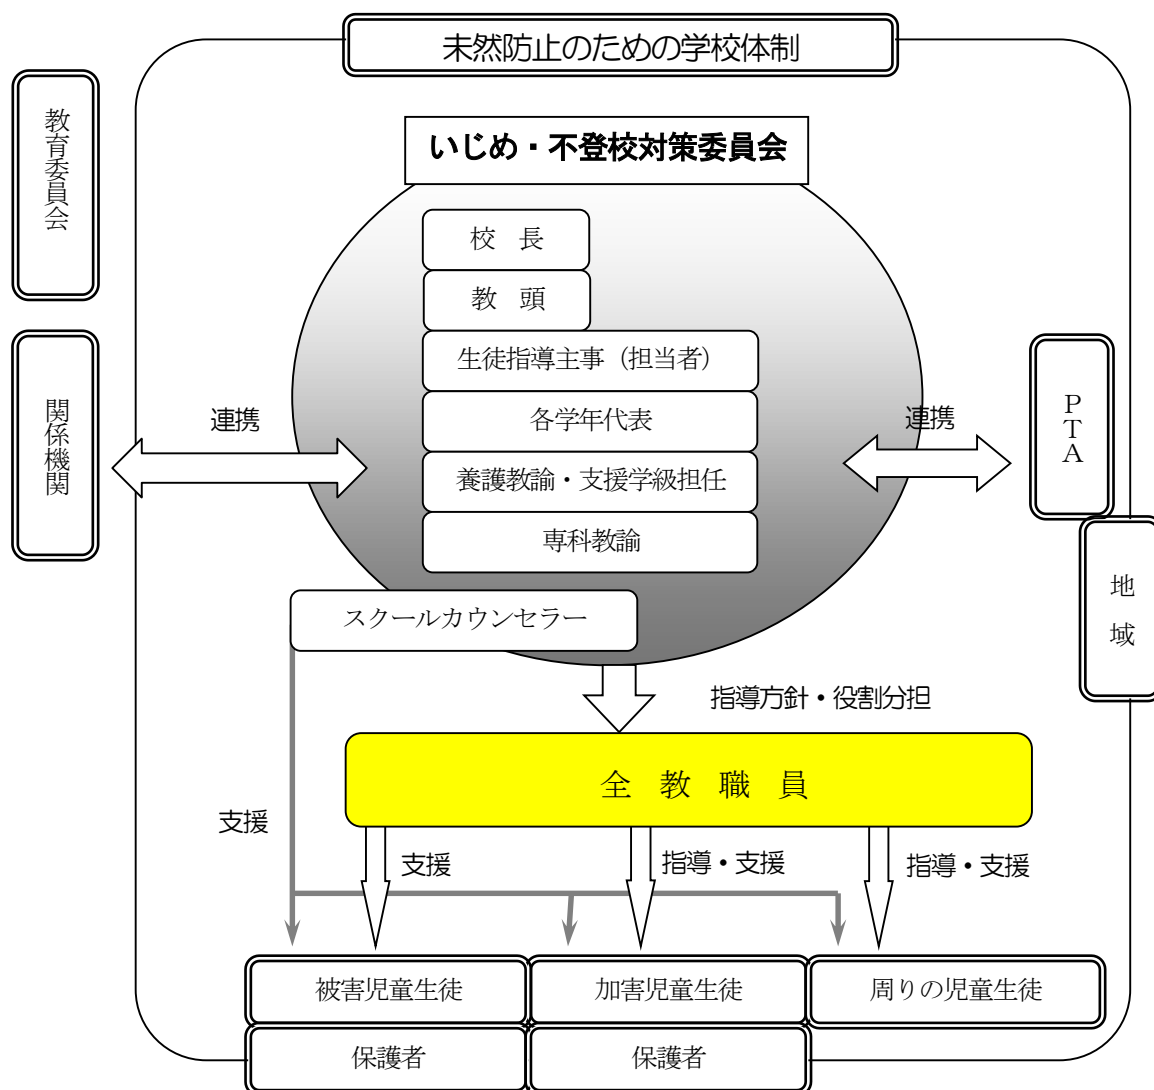 未然防止のための学校体制
教育委員会
いじめ・不登校対策委員会
校　長
教　頭
生徒指導主事（担当者）
各学年代表
養護教諭・支援学級担任
専科教諭
スクールカウンセラー
関係機関
連携
連携
PTA
地域
指導方針・役割分担
全　教　職　員
支援
支援
指導・支援
指導・支援
被害児童生徒
加害児童生徒
周りの児童生徒
保護者
保護者